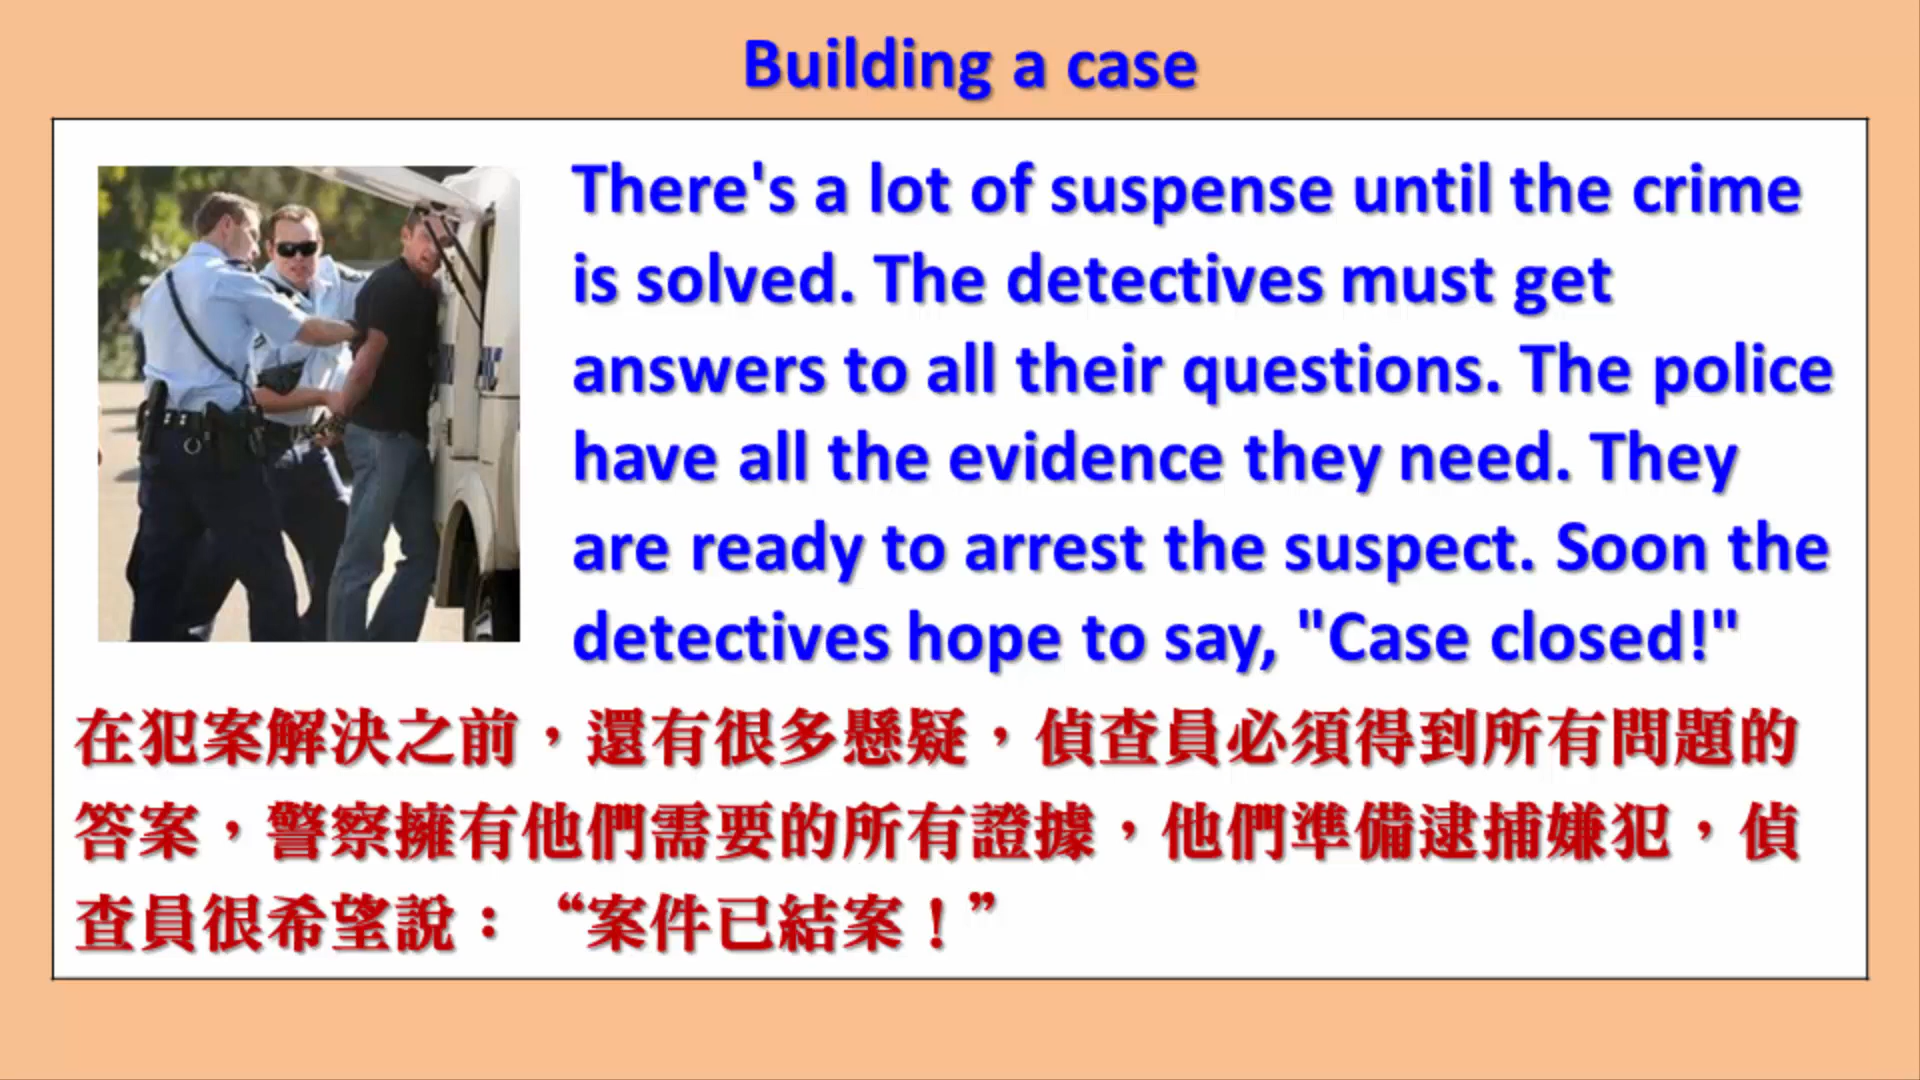 Building a case
There's a lot of suspense until the crime
is solved. The detectives must get
answers to all their questions. The police
have all the evidence they need. They
are ready to arrest the suspect. Soon the
detectives hope to say, "Case closed!"
在犯案解決之前，還有很多懸疑，偵查員必須得到所有問題的
答案，警察擁有他們需要的所有證據，他們準備逮捕嫌犯，偵
查員很希望說：“案件已結案！”